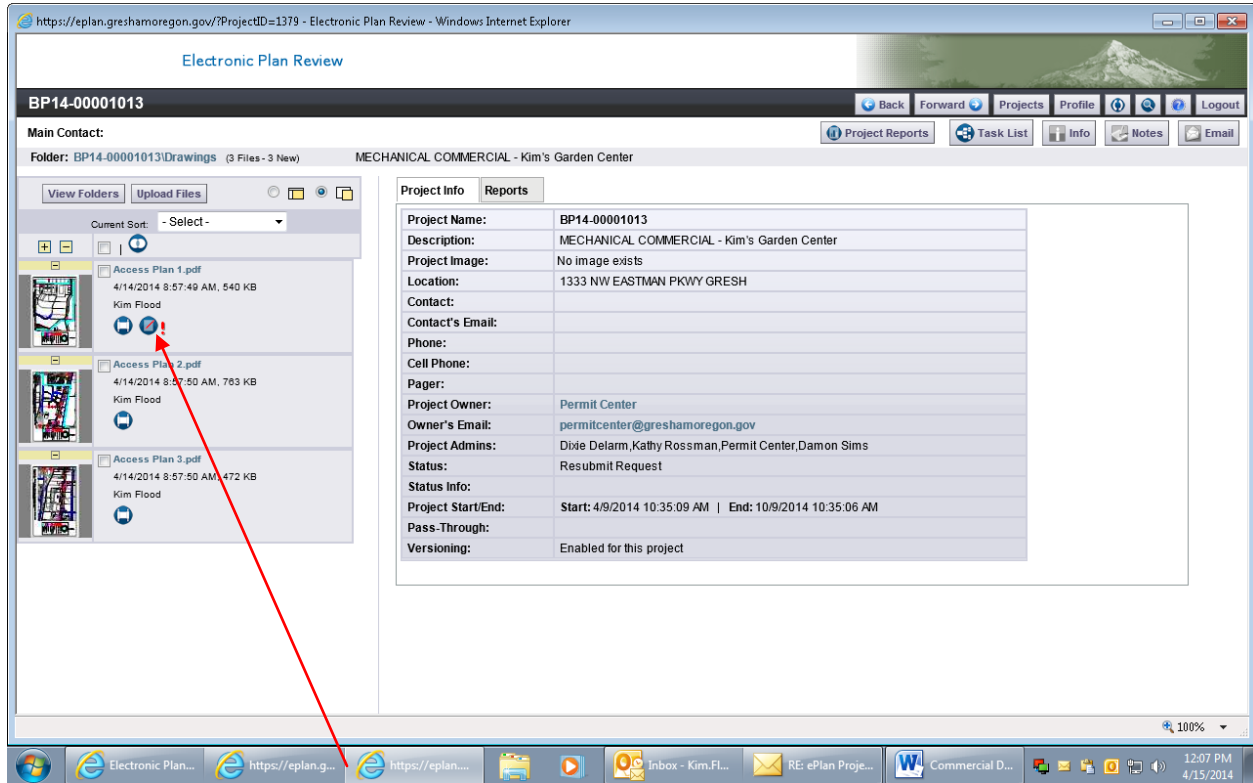 https://eplan.greshamoregon.gov/?ProjectID=1379 - Electronic Plan Review - Windows Internet Explorer
Electronic Plan Review
BP14-00001013
Back Forward Projects Profile Logout
Main Contact:
Project Reports Task List Info Notes Email
Folder: BP14-00001013\Drawings (3 Files - 3 New) MECHANICAL COMMERCIAL - Kim's Garden Center
View Folders Upload Files
Current Sort: - Select -
Access Plan 1.pdf
4/14/2014 8:57:49 AM, 540 KB
Kim Flood
Access Plan 2.pdf
4/14/2014 8:57:50 AM, 763 KB
Kim Flood
Access Plan 3.pdf
4/14/2014 8:57:50 AM, 472 KB
Kim Flood
Project Info Reports
Project Name: BP14-00001013
Description: MECHANICAL COMMERCIAL - Kim's Garden Center
Project Image: No image exists
Location: 1333 NW EASTMAN PKWY GRESH
Contact:
Contact's Email:
Phone:
Cell Phone:
Pager:
Project Owner: Permit Center
Owner's Email: permitcenter@greshamoregon.gov
Project Admins: Dixie Delarm,Kathy Rossman,Permit Center,Damon Sims
Status: Resubmit Request
Status Info:
Project Start/End: Start: 4/9/2014 10:35:09 AM | End: 10/9/2014 10:35:06 AM
Pass-Through:
Versioning: Enabled for this project
100%
Electronic Plan... https://eplan.g... https://eplan.... Inbox - Kim.Fl... RE: ePlan Proje... Commercial D...
12:07 PM
4/15/2014